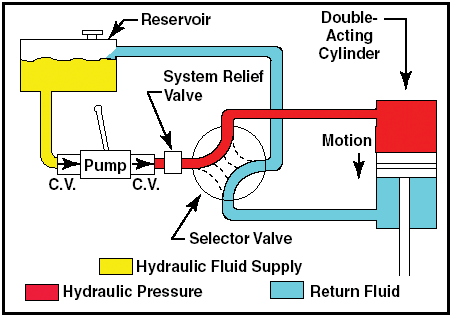 Reservoir
Double-
Acting
Cylinder
System Relief
Valve
Motion
Pump
C.V.
C.V.
Selector Valve
Hydraulic Fluid Supply
Hydraulic Pressure
Return Fluid